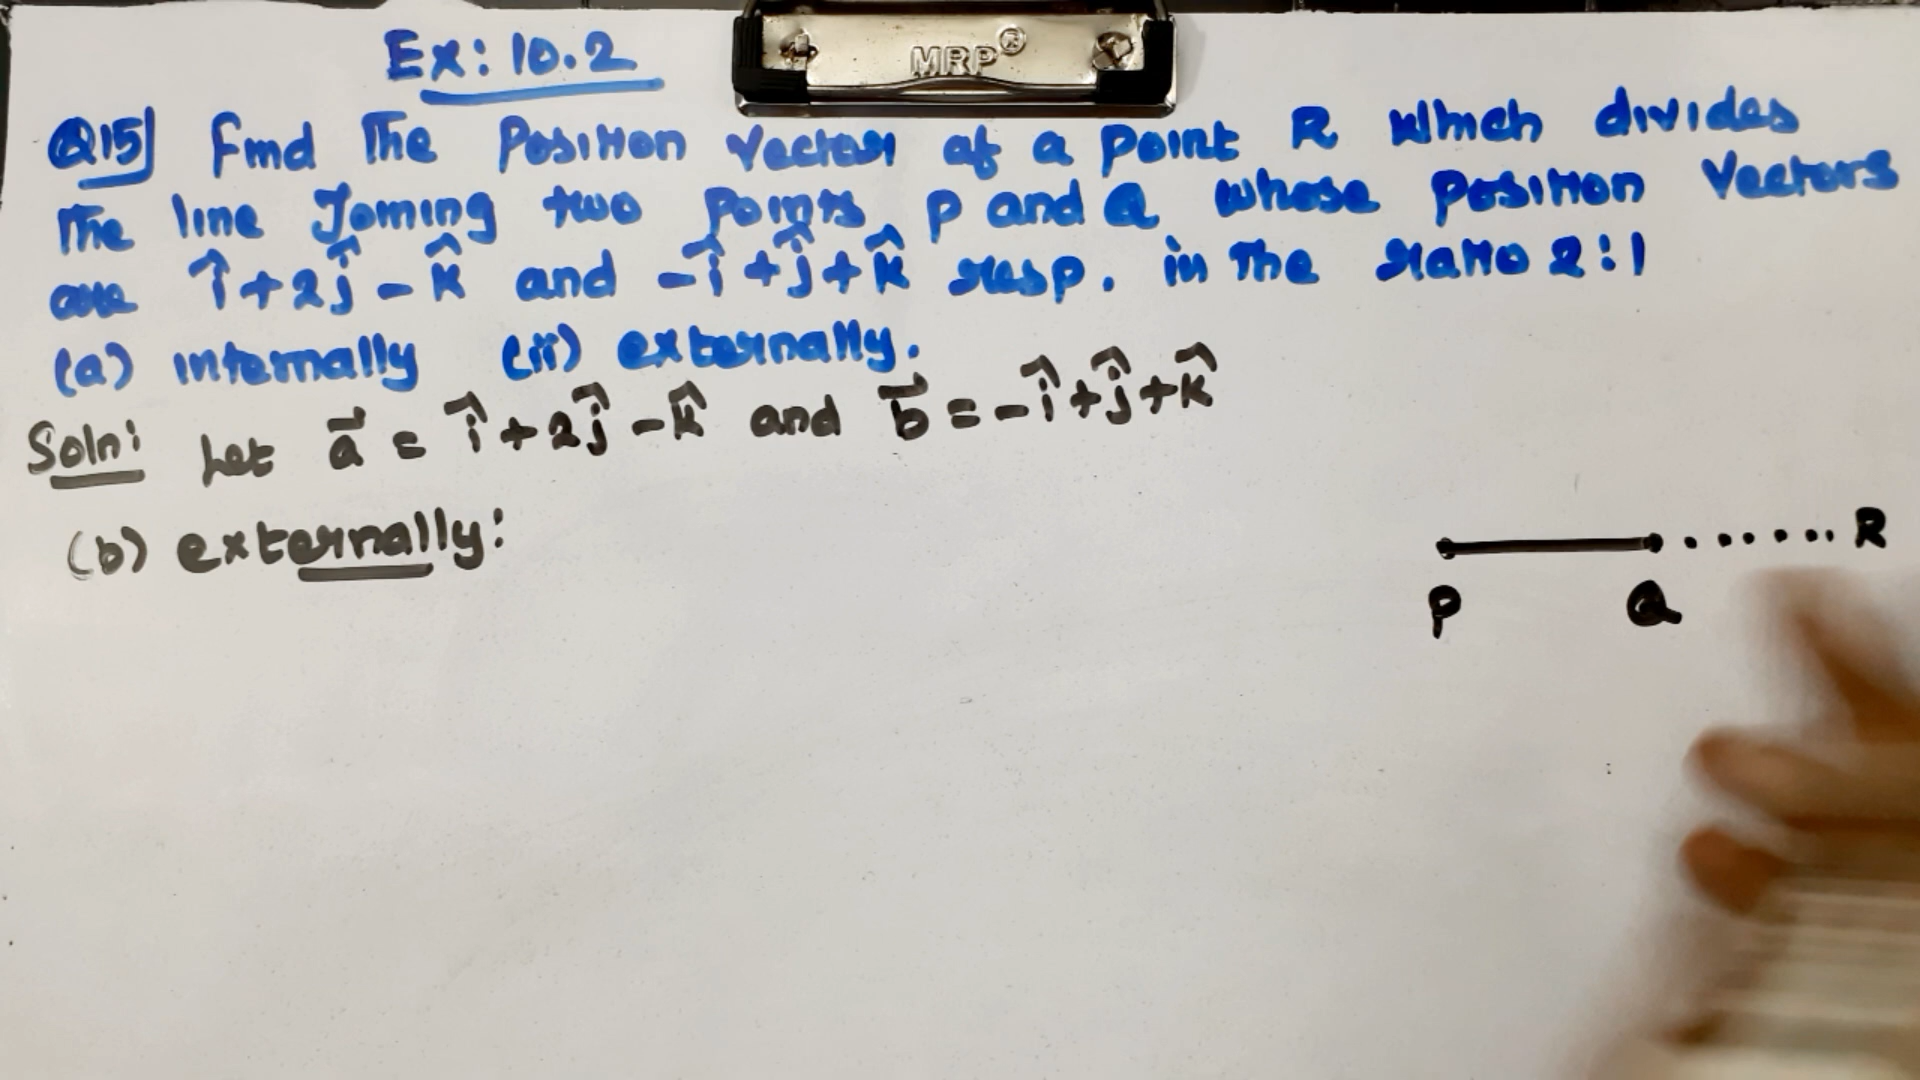 MRP®
Ex: 10.2
Q15] Find The Position Vector of a point R which divides
The line Joining two points P and Q whose position Vectors
are î+2ĵ-k̂ and -î+ĵ+k̂ resp. in The ratio 2:1
(a) internally (ii) externally.
Soln: Let a⃗ = î+2ĵ-k̂ and b⃗ = -î+ĵ+k̂
(b) externally:
R
P Q